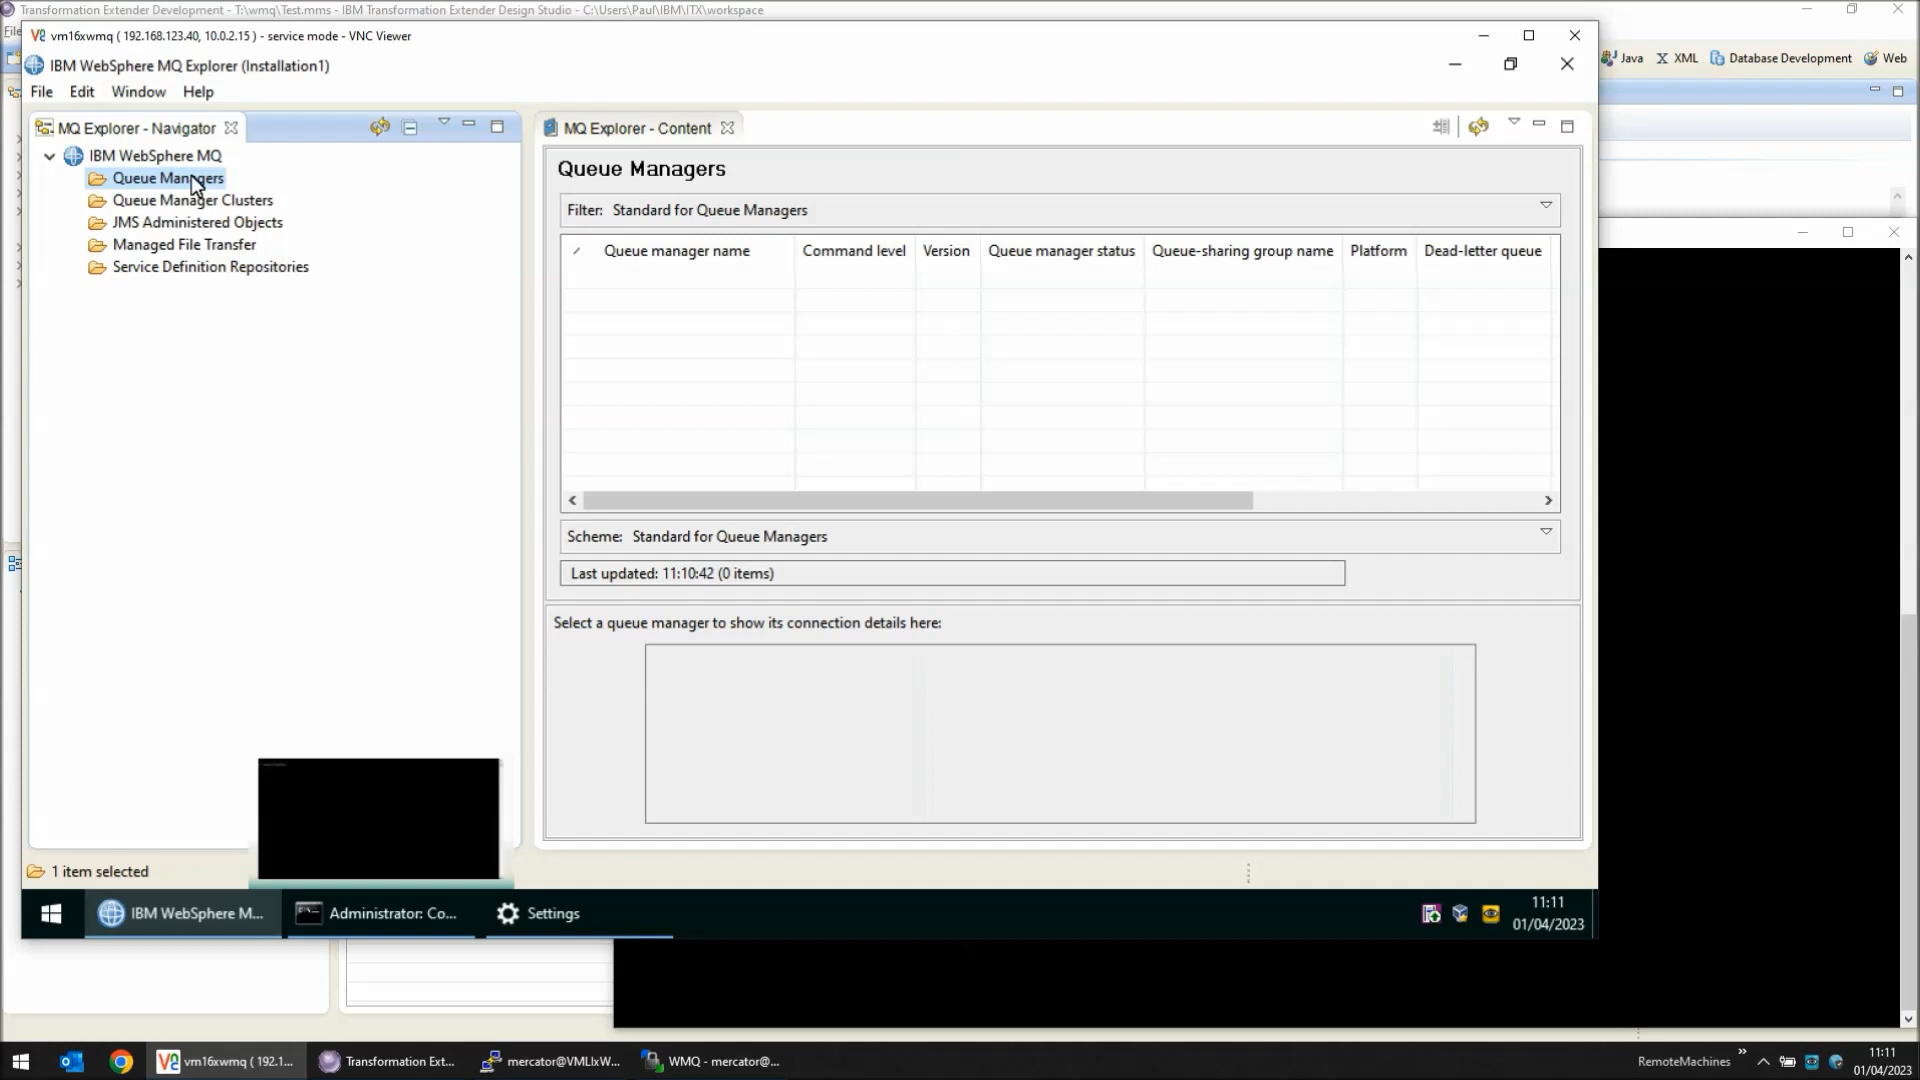 Transformation Extender Development - T:\wmq\Test.mms - IBM Transformation Extender Design Studio - C:\Users\Paul\IBM\ITX\workspace
vm16xwmq ( 192.168.123.40, 10.0.2.15 ) - service mode - VNC Viewer
IBM WebSphere MQ Explorer (Installation1)
Java XML Database Development Web
File Edit Window Help
MQ Explorer - Navigator
IBM WebSphere MQ
Queue Managers
Queue Manager Clusters
JMS Administered Objects
Managed File Transfer
Service Definition Repositories
MQ Explorer - Content
Queue Managers
Filter: Standard for Queue Managers
Queue manager name Command level Version Queue manager status Queue-sharing group name Platform Dead-letter queue
Scheme: Standard for Queue Managers
Last updated: 11:10:42 (0 items)
Select a queue manager to show its connection details here:
1 item selected
IBM WebSphere M...
Administrator: Co...
Settings
11:11
01/04/2023
vm16xwmq ( 192.1...
Transformation Ext...
mercator@VMLIxW...
WMQ - mercator@...
RemoteMachines
11:11
01/04/2023